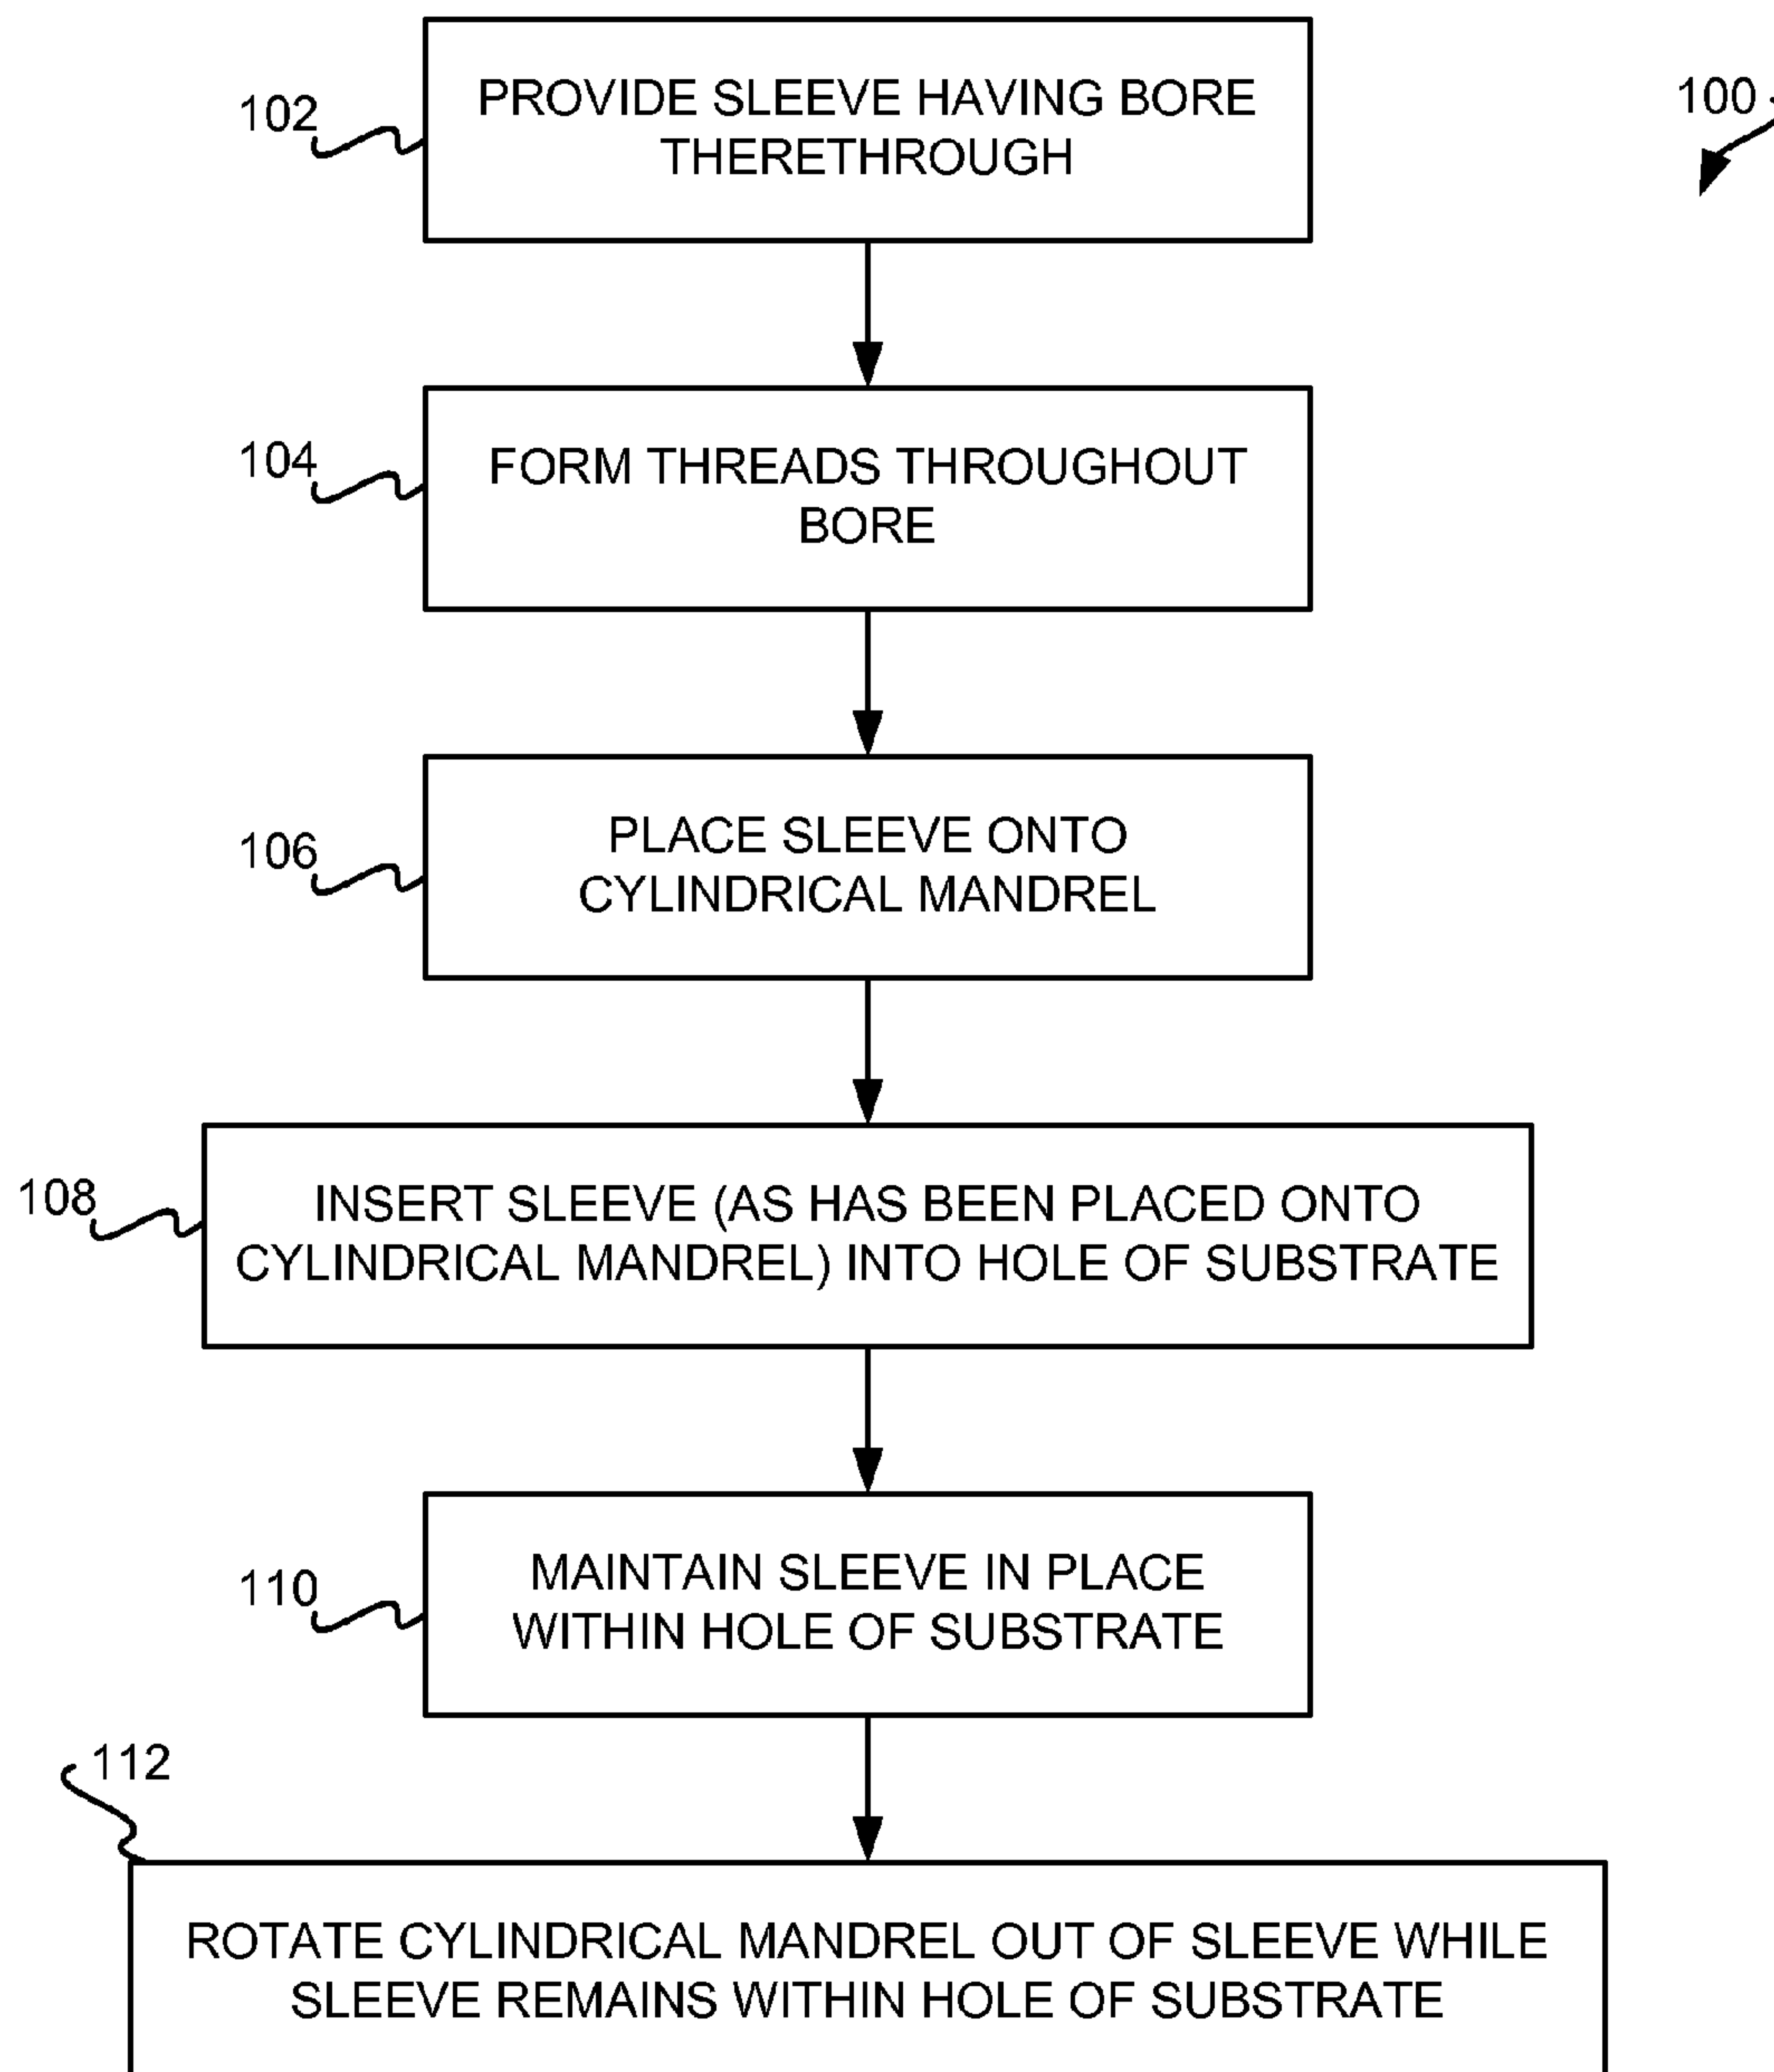 100
102
PROVIDE SLEEVE HAVING BORE
THERETHROUGH
104
FORM THREADS THROUGHOUT
BORE
106
PLACE SLEEVE ONTO
CYLINDRICAL MANDREL
108
INSERT SLEEVE (AS HAS BEEN PLACED ONTO
CYLINDRICAL MANDREL) INTO HOLE OF SUBSTRATE
110
MAINTAIN SLEEVE IN PLACE
WITHIN HOLE OF SUBSTRATE
112
ROTATE CYLINDRICAL MANDREL OUT OF SLEEVE WHILE
SLEEVE REMAINS WITHIN HOLE OF SUBSTRATE